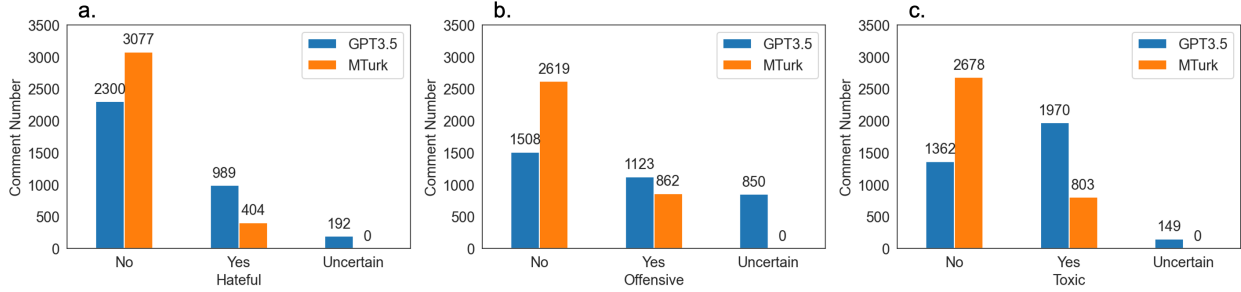 a.
3500
3000
2500
2000
1500
1000
500
0
Comment Number
2300
3077
989
404
192
0
GPT3.5
MTurk
No
Yes
Uncertain
Hateful
b.
3500
3000
2500
2000
1500
1000
500
0
Comment Number
1508
2619
1123
862
850
0
GPT3.5
MTurk
No
Yes
Uncertain
Offensive
c.
3500
3000
2500
2000
1500
1000
500
0
Comment Number
1362
2678
1970
803
149
0
GPT3.5
MTurk
No
Yes
Uncertain
Toxic